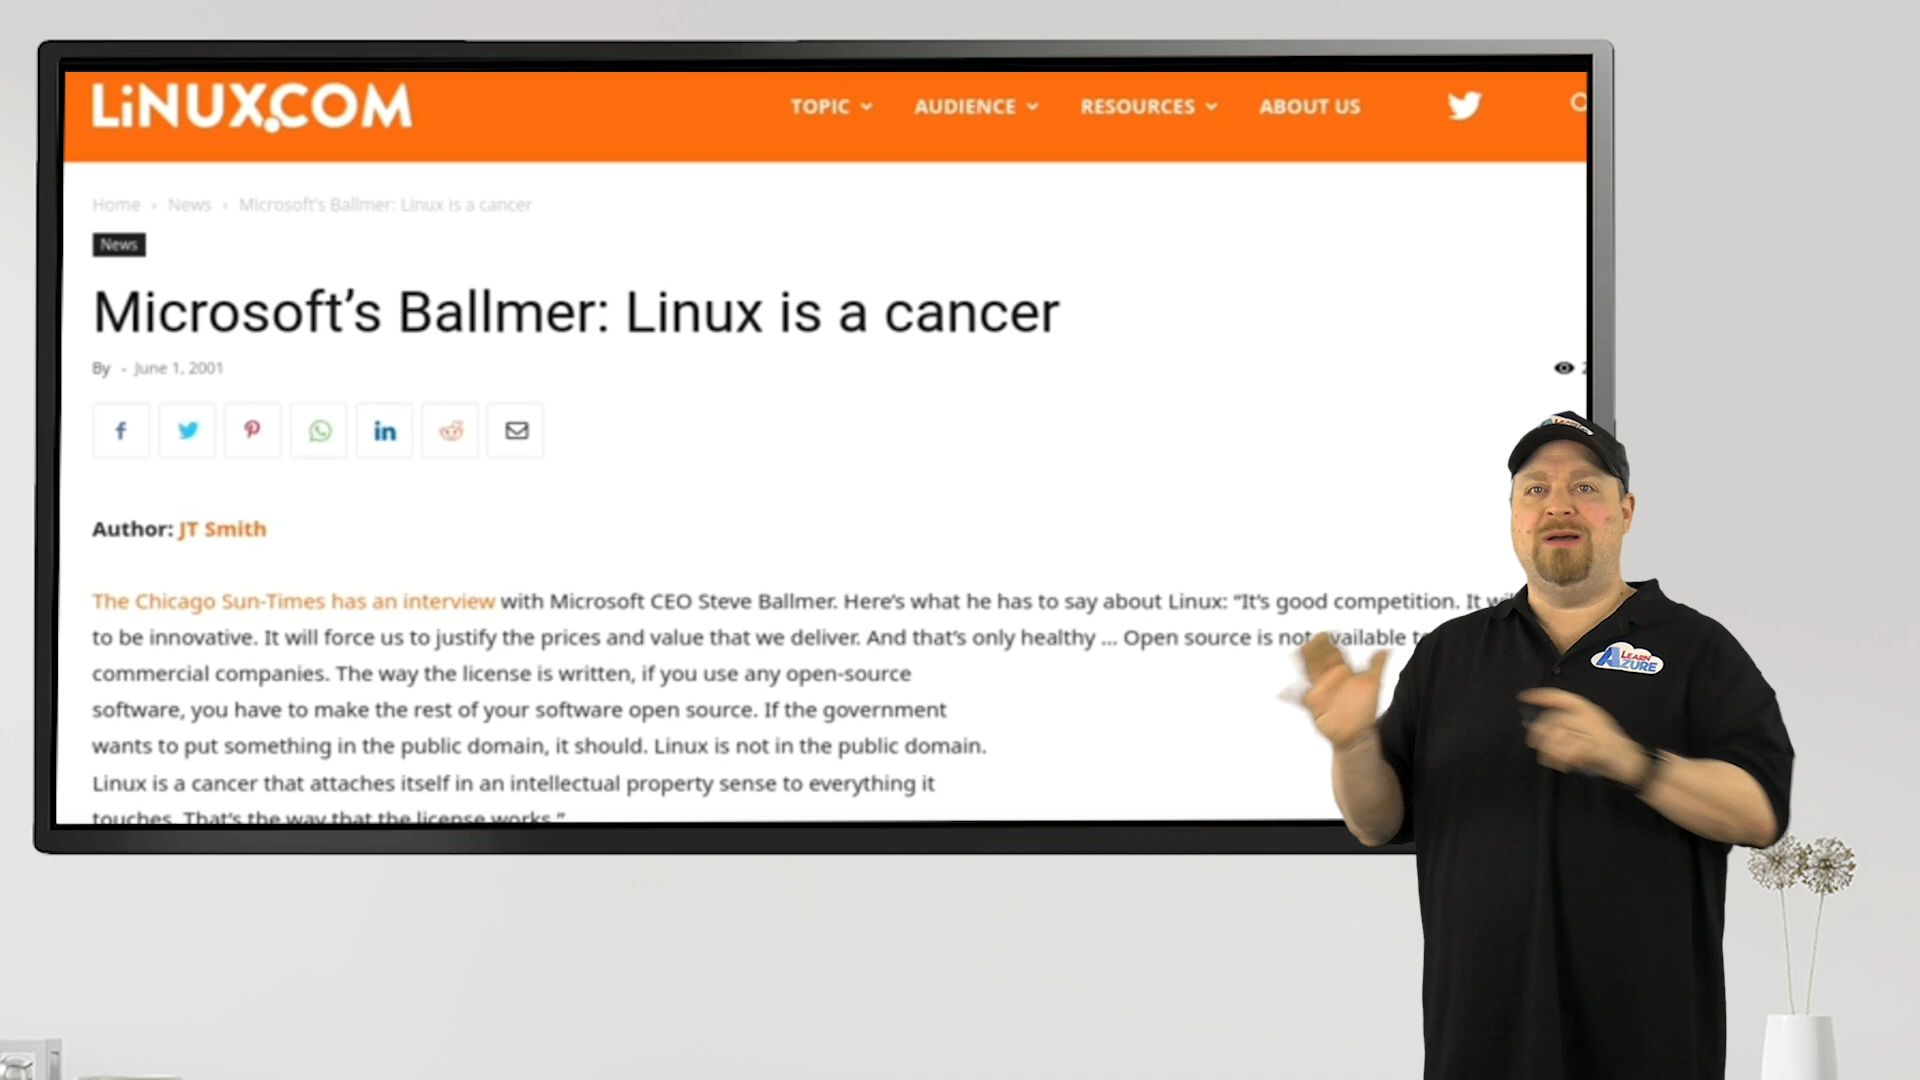 LiNUX.COM
TOPIC AUDIENCE RESOURCES ABOUT US
Home › News › Microsoft's Ballmer: Linux is a cancer
News
Microsoft's Ballmer: Linux is a cancer
By - June 1, 2001
Author: JT Smith
The Chicago Sun-Times has an interview with Microsoft CEO Steve Ballmer. Here's what he has to say about Linux: “It's good competition. It
to be innovative. It will force us to justify the prices and value that we deliver. And that's only healthy ... Open source is not available
commercial companies. The way the license is written, if you use any open-source
software, you have to make the rest of your software open source. If the government
wants to put something in the public domain, it should. Linux is not in the public domain.
Linux is a cancer that attaches itself in an intellectual property sense to everything it
touches. That's the way that the license works.”
LEARN
AZURE